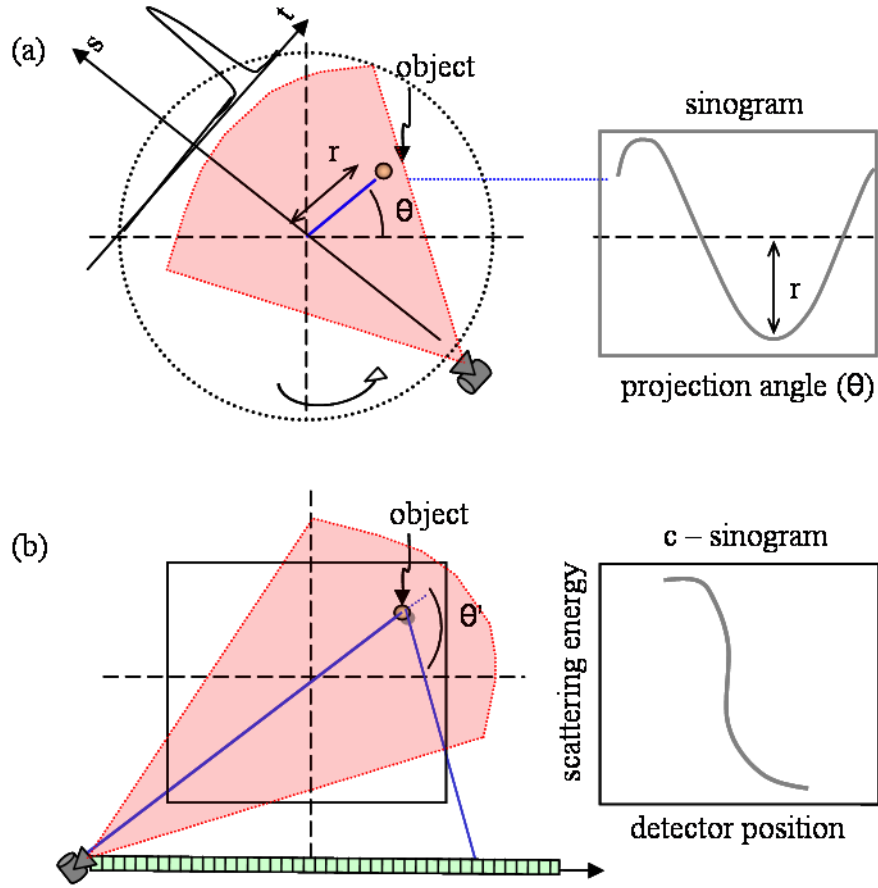 (a)
s
t
object
r
θ
sinogram
r
projection angle (θ)
(b)
object
θ'
c – sinogram
scattering energy
detector position